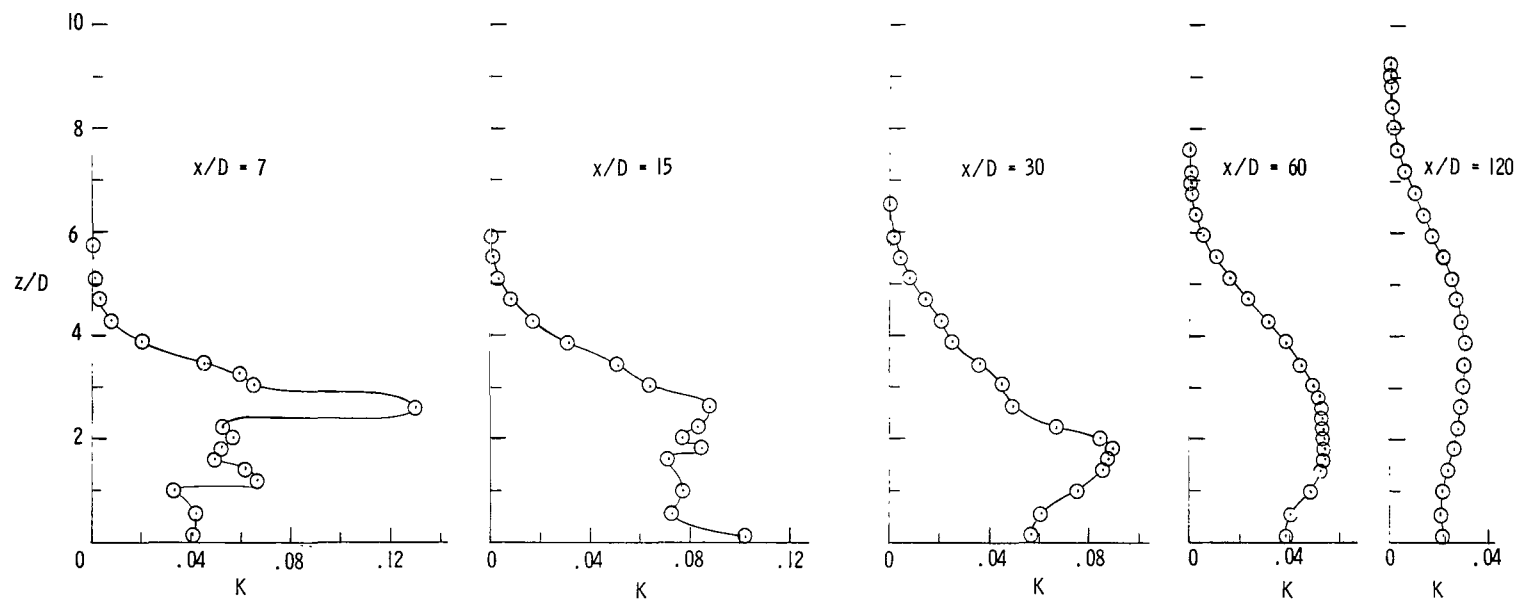 10
8
6
4
2
z/D
x/D = 7
x/D = 15
x/D = 30
x/D = 60
x/D = 120
0 .04 .08 .12
0 .04 .08 .12
0 .04 .08
0 .04
0 .04
K
K
K
K
K